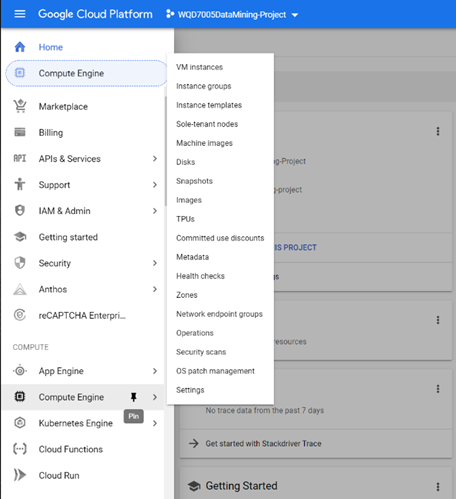 Google Cloud Platform
WQD7005DataMining-Project
Home
Compute Engine
Marketplace
Billing
API APIs & Services
Support
IAM & Admin
Getting started
Security
Anthos
reCAPTCHA Enterpri...
COMPUTE
App Engine
Compute Engine
Pin
Kubernetes Engine
Cloud Functions
Cloud Run
VM instances
Instance groups
Instance templates
Sole-tenant nodes
Machine images
Disks
Snapshots
Images
TPUs
Committed use discounts
Metadata
Health checks
Zones
Network endpoint groups
Operations
Security scans
OS patch management
Settings
ng-Project
ng-project
IS PROJECT
resources
No trace data from the past 7 days
Get started with Stackdriver Trace
Getting Started